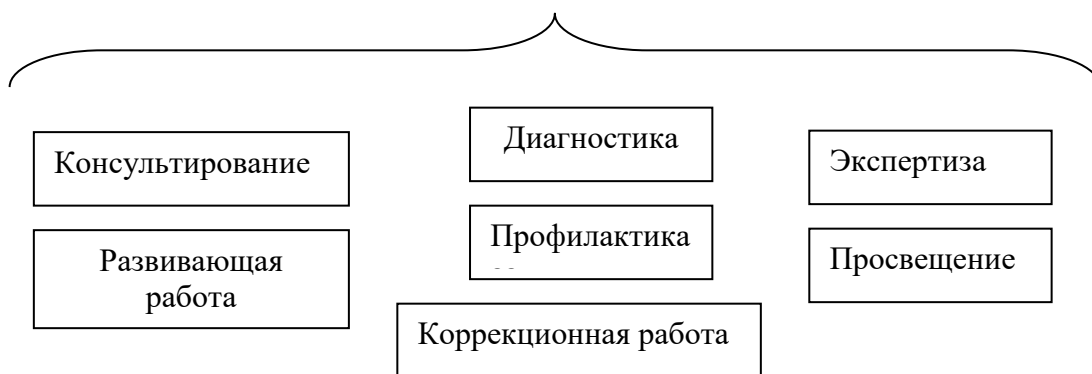 Консультирование
Развивающая
работа
Диагностика
Профилактика
Коррекционная работа
Экспертиза
Просвещение